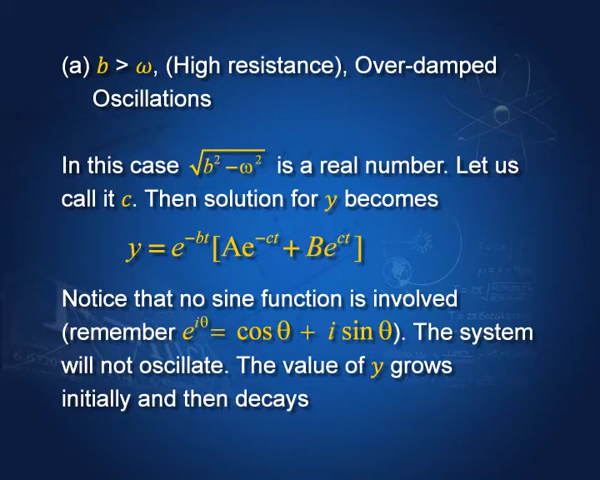 (a) b > ω, (High resistance), Over-damped
Oscillations
In this case √b² – ω² is a real number. Let us
call it c. Then solution for y becomes
y = e⁻ᵇᵗ[Ae⁻ᶜᵗ + Beᶜᵗ]
Notice that no sine function is involved
(remember e^iθ = cos θ + i sin θ). The system
will not oscillate. The value of y grows
initially and then decays